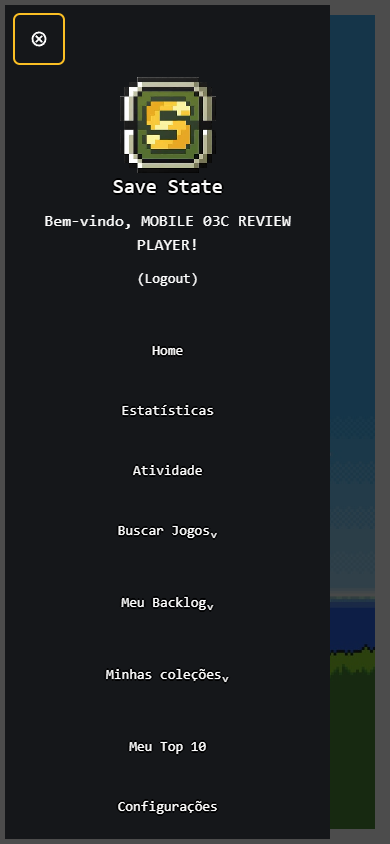 S
Save State
Bem-vindo, MOBILE 03C REVIEW
PLAYER!
(Logout)
Home
Estatísticas
Atividade
Buscar Jogos
Meu Backlog
Minhas coleções
Meu Top 10
Configurações